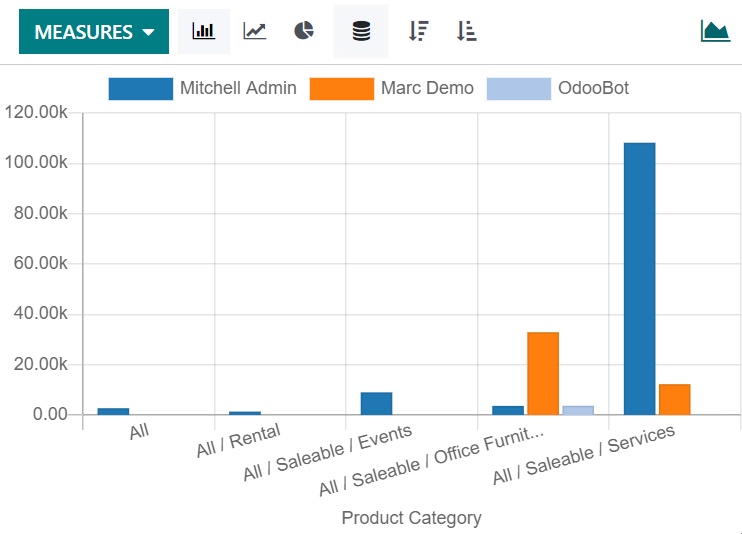 MEASURES
Mitchell Admin Marc Demo OdooBot
120.00k
100.00k
80.00k
60.00k
40.00k
20.00k
0.00
All
All / Rental
All / Saleable / Events
All / Saleable / Office Furnit...
All / Saleable / Services
Product Category